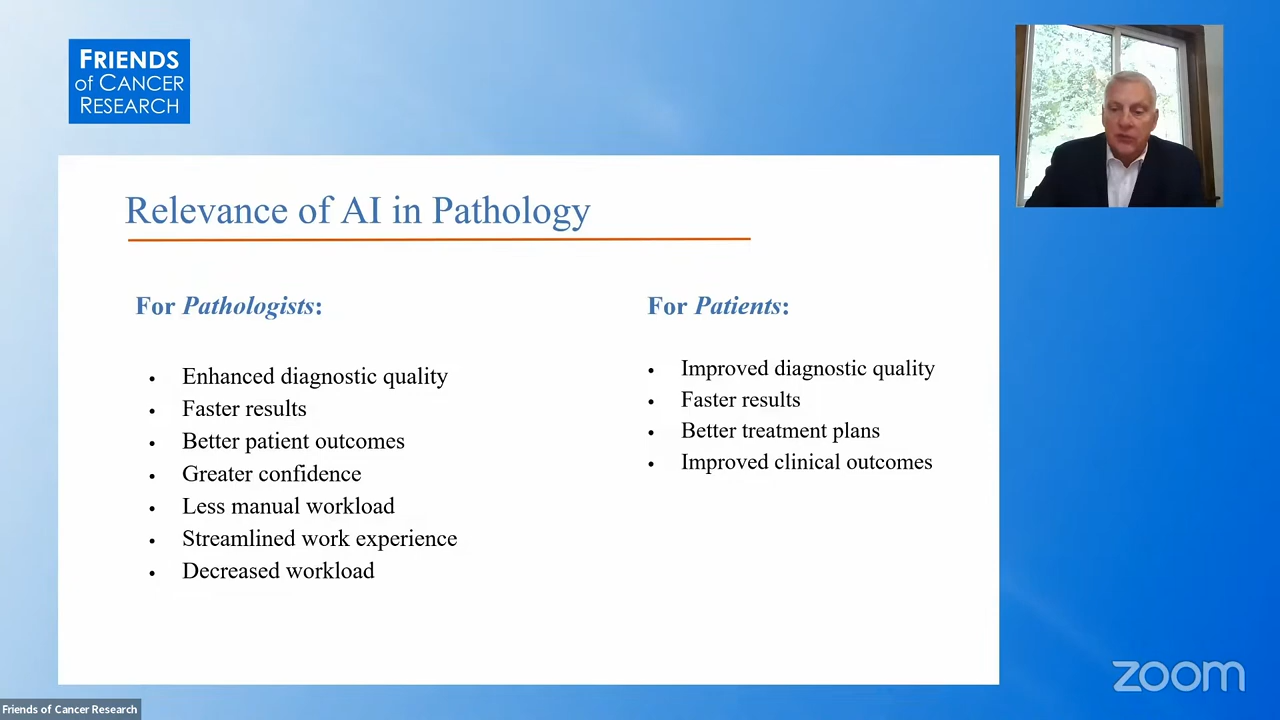 FRIENDS
of CANCER
RESEARCH
Relevance of AI in Pathology
For Pathologists:
• Enhanced diagnostic quality
• Faster results
• Better patient outcomes
• Greater confidence
• Less manual workload
• Streamlined work experience
• Decreased workload
For Patients:
• Improved diagnostic quality
• Faster results
• Better treatment plans
• Improved clinical outcomes
zoom
Friends of Cancer Research